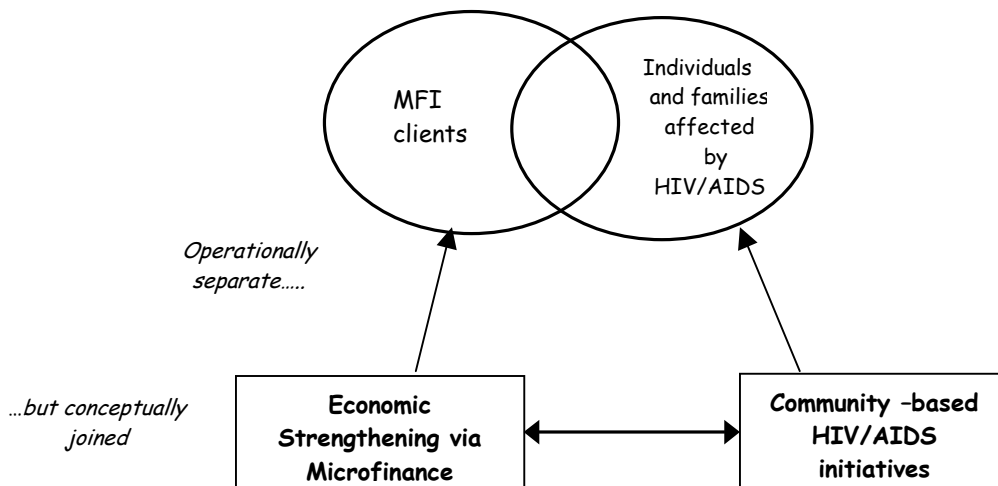 MFI
clients
Individuals
and families
affected
by
HIV/AIDS
Operationally
separate.....
...but conceptually
joined
Economic
Strengthening via
Microfinance
Community –based
HIV/AIDS
initiatives